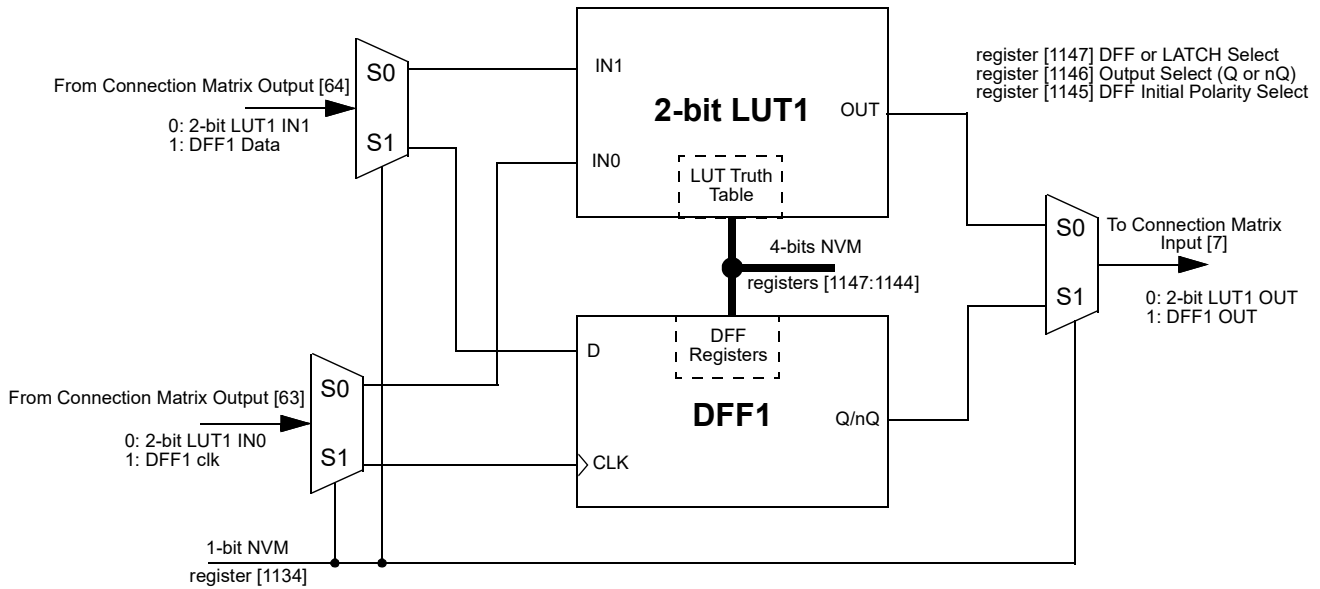 From Connection Matrix Output [64]
0: 2-bit LUT1 IN1
1: DFF1 Data
S0
S1
IN1
IN0
2-bit LUT1
OUT
LUT Truth
Table
register [1147] DFF or LATCH Select
register [1146] Output Select (Q or nQ)
register [1145] DFF Initial Polarity Select
4-bits NVM
registers [1147:1144]
S0
S1
To Connection Matrix
Input [7]
0: 2-bit LUT1 OUT
1: DFF1 OUT
From Connection Matrix Output [63]
0: 2-bit LUT1 IN0
1: DFF1 clk
S0
S1
D
CLK
DFF
Registers
DFF1
Q/nQ
1-bit NVM
register [1134]